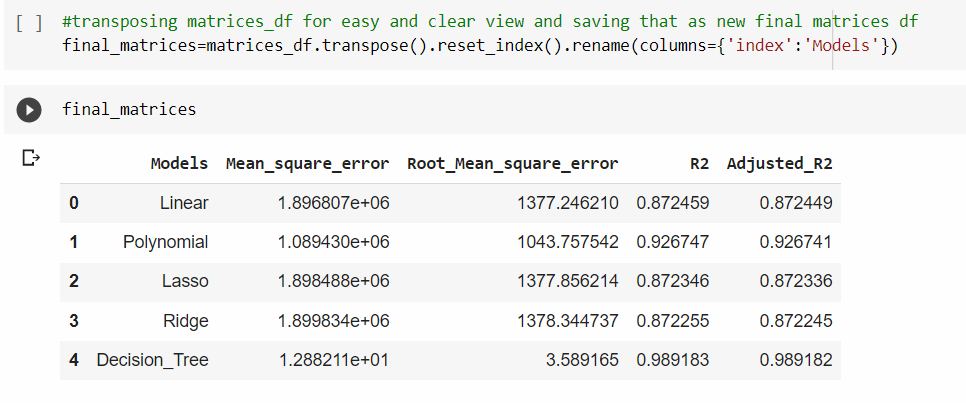 [ ] #transposing matrices_df for easy and clear view and saving that as new final matrices df
final_matrices=matrices_df.transpose().reset_index().rename(columns={'index':'Models'})
final_matrices
Models Mean_square_error Root_Mean_square_error R2 Adjusted_R2
0 Linear 1.896807e+06 1377.246210 0.872459 0.872449
1 Polynomial 1.089430e+06 1043.757542 0.926747 0.926741
2 Lasso 1.898488e+06 1377.856214 0.872346 0.872336
3 Ridge 1.899834e+06 1378.344737 0.872255 0.872245
4 Decision_Tree 1.288211e+01 3.589165 0.989183 0.989182